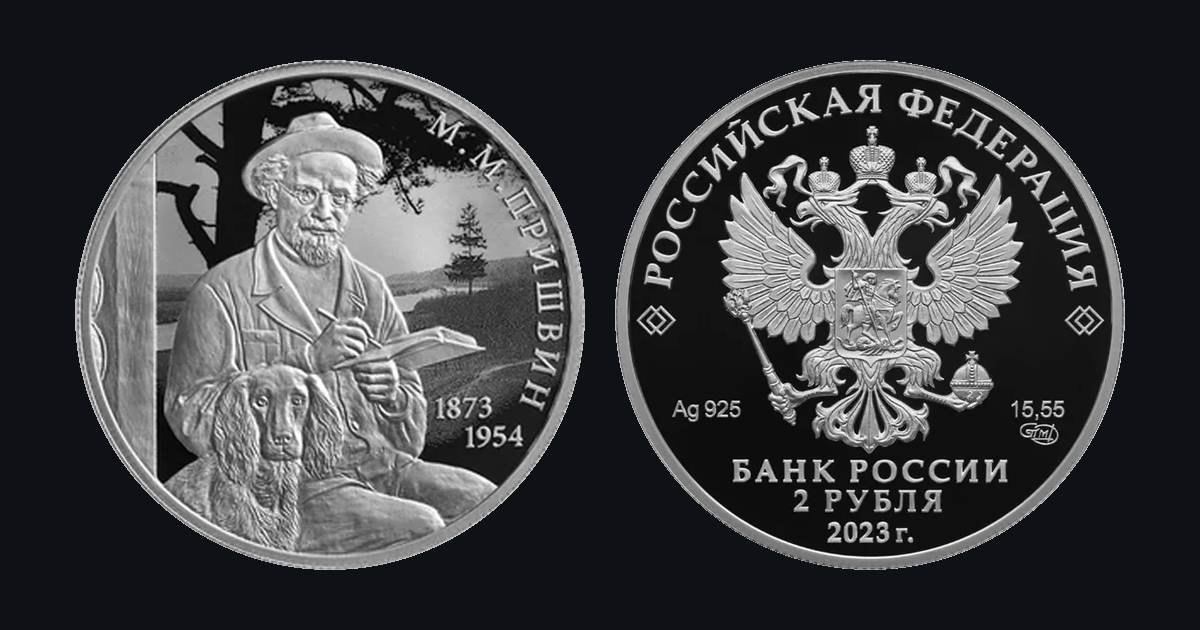 М. М. ПРИШВИН
1873
1954
РОССИЙСКАЯ ФЕДЕРАЦИЯ
Ag 925
15,55
БАНК РОССИИ
2 РУБЛЯ
2023 г.